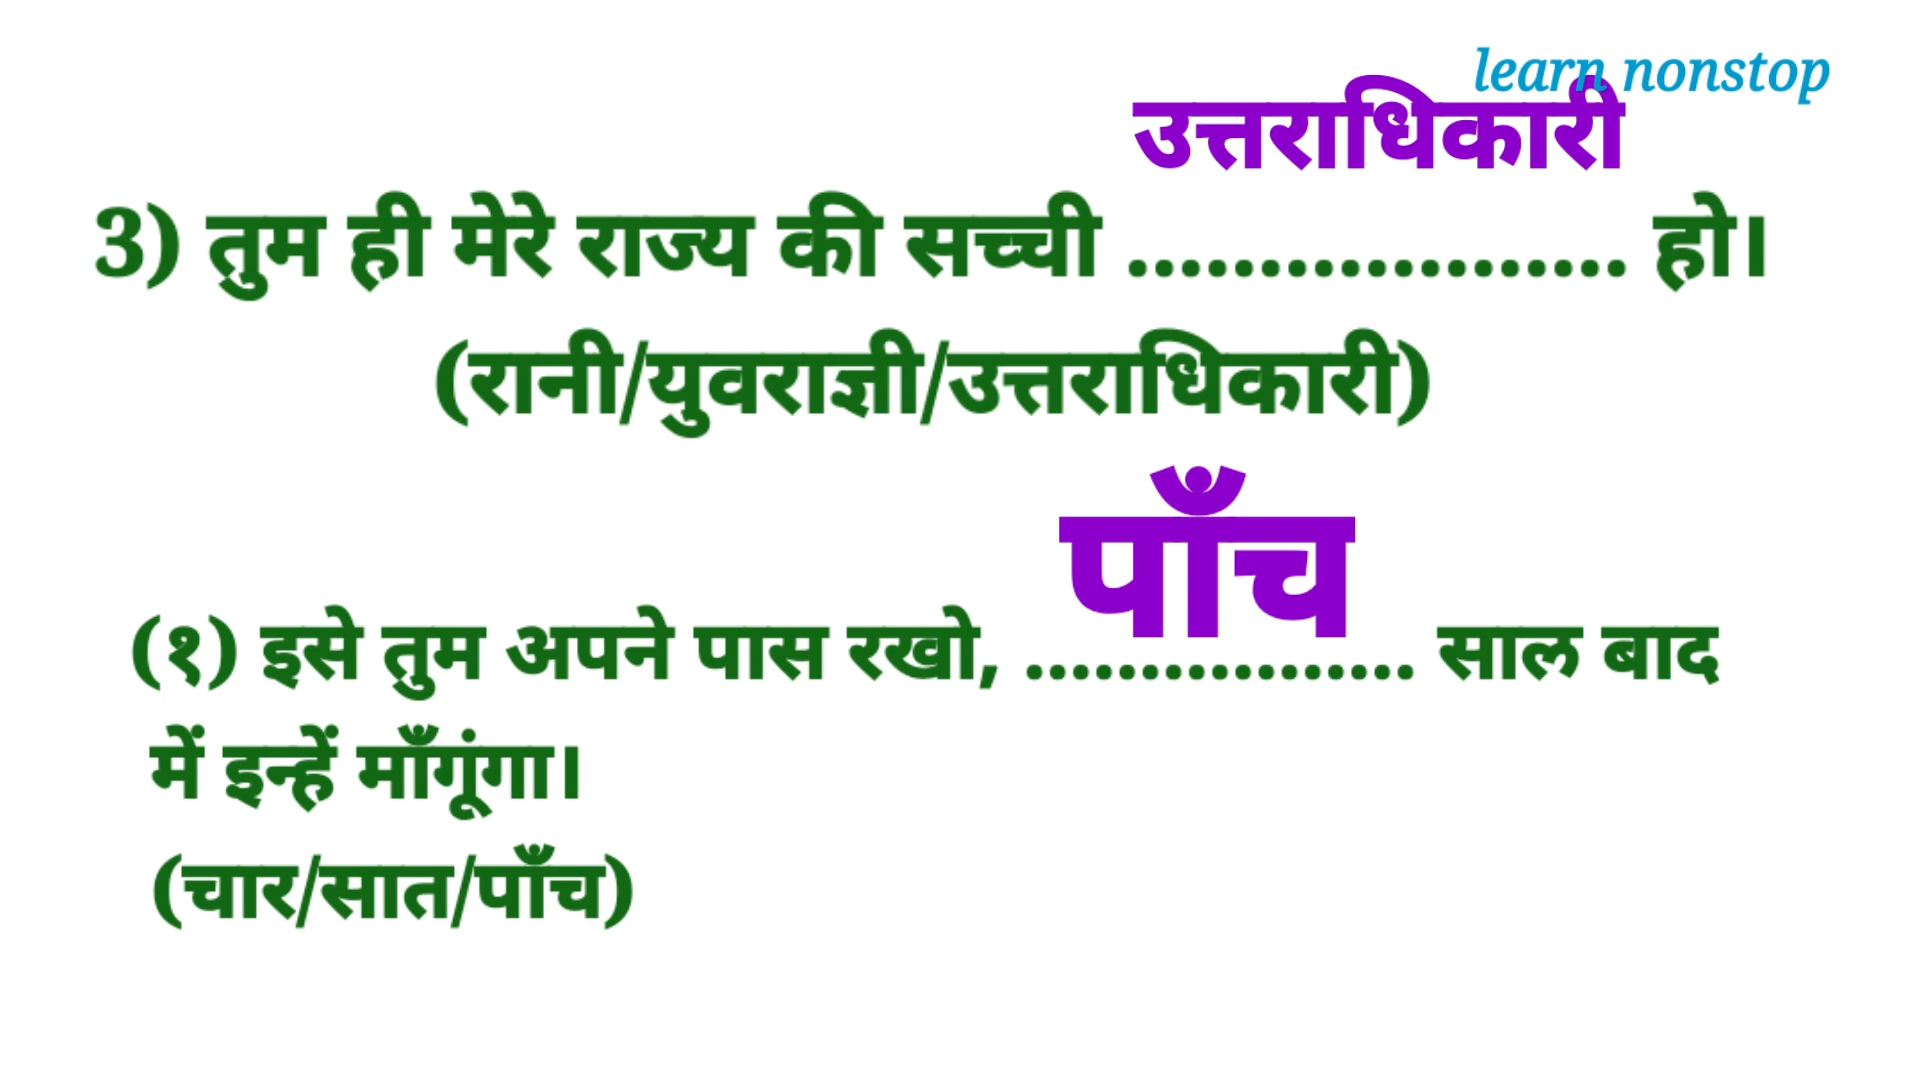 learn nonstop
उत्तराधिकारी
3) तुम ही मेरे राज्य की सच्ची ................... हो।
(रानी/युवराज्ञी/उत्तराधिकारी)
पाँच
(१) इसे तुम अपने पास रखो, ................. साल बाद
में इन्हें माँगूंगा।
(चार/सात/पाँच)